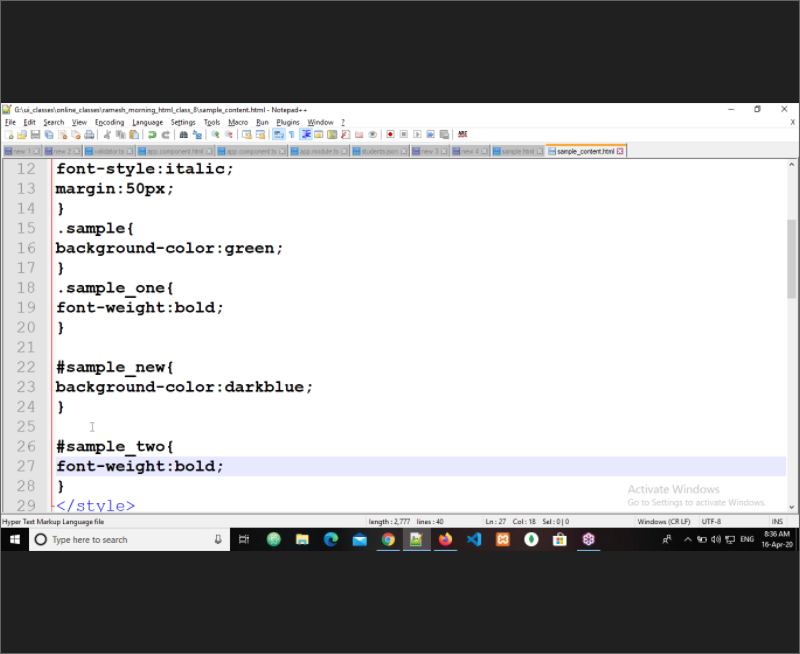 G:\ui_classes\online_classes\ramesh_morning_html_class_8\sample_content.html - Notepad++
File Edit Search View Encoding Language Settings Tools Macro Run Plugins Window ?
X
new 1 new 2 validator.ts app.component.html app.component.ts app.module.ts students.json new 3 new 4 sample.html sample_content.html
12 font-style:italic;
13 margin:50px;
14 }
15 .sample{
16 background-color:green;
17 }
18 .sample_one{
19 font-weight:bold;
20 }
21
22 #sample_new{
23 background-color:darkblue;
24 }
25
26 #sample_two{
27 font-weight:bold;
28 }
29 </style>
Activate Windows
Go to Settings to activate Windows.
Hyper Text Markup Language file length : 2,777 lines : 40 Ln : 27 Col : 18 Sel : 0 | 0 Windows (CR LF) UTF-8 INS
Type here to search
ENG
8:36 AM
16-Apr-20